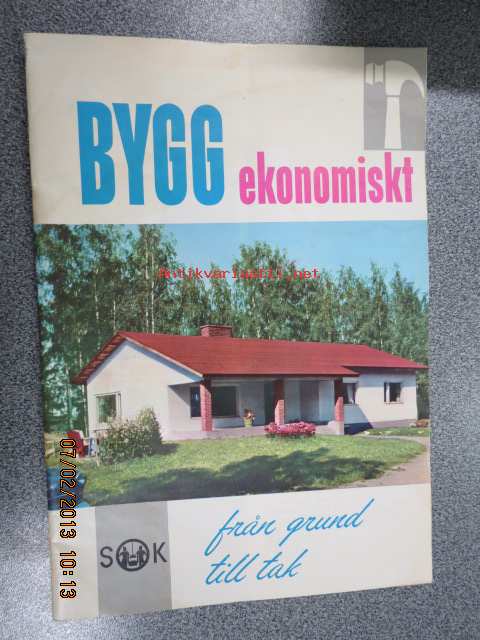 BYGG
ekonomiskt
Antikvariaatti.net
från grund
till tak
SOK
07/02/2013 10:13